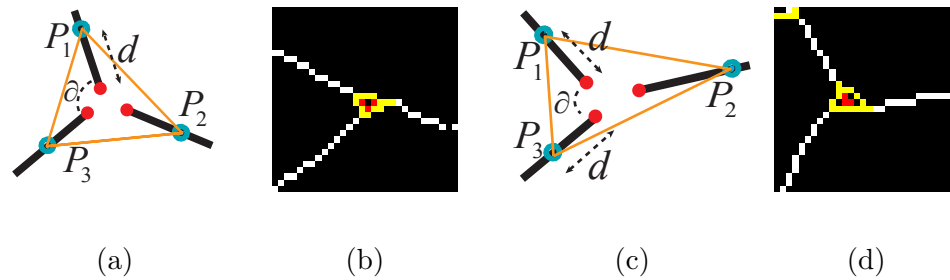 P1 d ∂ P2 P3
P1 d ∂ P2 P3 d
(a) (b) (c) (d)